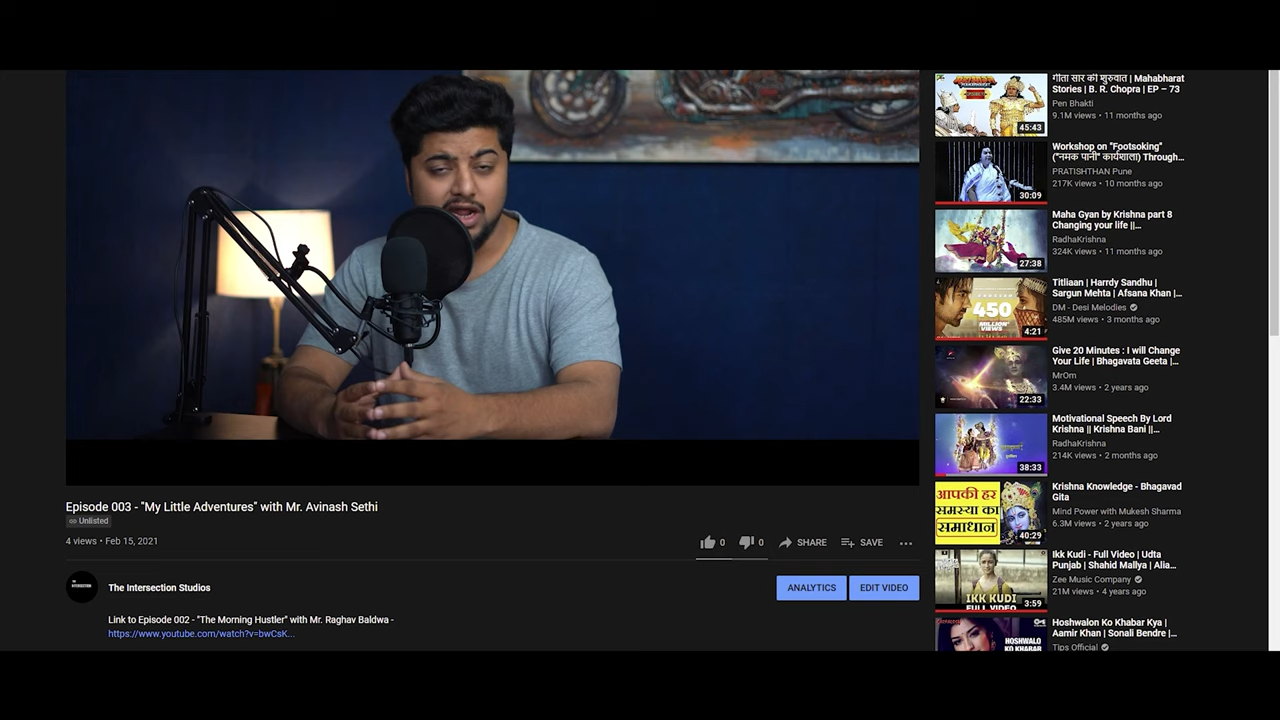 Episode 003 - "My Little Adventures" with Mr. Avinash Sethi
Unlisted
4 views • Feb 15, 2021
0
0
SHARE
SAVE
THE
INTERSECTION
The Intersection Studios
ANALYTICS
EDIT VIDEO
Link to Episode 002 - "The Morning Hustler" with Mr. Raghav Baldwa -
https://www.youtube.com/watch?v=bwCsK...
45:43
गीता सार की शुरुवात | Mahabharat
Stories | B. R. Chopra | EP – 73
Pen Bhakti
9.1M views • 11 months ago
30:09
Workshop on "Footsoking"
("नमक पानी" कार्यशाला) Through...
PRATISHTHAN Pune
217K views • 10 months ago
27:38
Maha Gyan by Krishna part 8
Changing your life ||...
RadhaKrishna
324K views • 11 months ago
450
MILLION+
VIEWS
4:21
Titliaan | Harrdy Sandhu |
Sargun Mehta | Afsana Khan |...
DM - Desi Melodies
485M views • 3 months ago
22:33
Give 20 Minutes : I will Change
Your Life | Bhagavata Geeta |...
MrOm
3.4M views • 2 years ago
38:33
Motivational Speech By Lord
Krishna || Krishna Bani ||...
RadhaKrishna
214K views • 2 months ago
आपकी हर
समस्या का
समाधान
40:29
Krishna Knowledge - Bhagavad
Gita
Mind Power with Mukesh Sharma
6.3M views • 2 years ago
IKK KUDI
FULL VIDEO
3:59
Ikk Kudi - Full Video | Udta
Punjab | Shahid Mallya | Alia...
Zee Music Company
21M views • 4 years ago
HOSHWALO
KO KHABAR
Hoshwalon Ko Khabar Kya |
Aamir Khan | Sonali Bendre |...
Tips Official